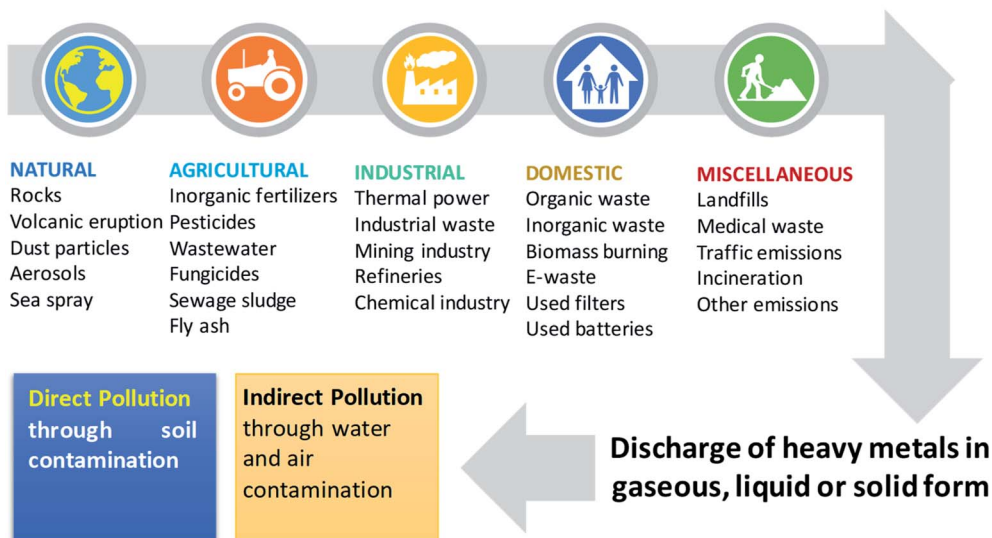 NATURAL
Rocks
Volcanic eruption
Dust particles
Aerosols
Sea spray
AGRICULTURAL
Inorganic fertilizers
Pesticides
Wastewater
Fungicides
Sewage sludge
Fly ash
INDUSTRIAL
Thermal power
Industrial waste
Mining industry
Refineries
Chemical industry
DOMESTIC
Organic waste
Inorganic waste
Biomass burning
E-waste
Used filters
Used batteries
MISCELLANEOUS
Landfills
Medical waste
Traffic emissions
Incineration
Other emissions
Direct Pollution
through soil
contamination
Indirect Pollution
through water
and air
contamination
Discharge of heavy metals in
gaseous, liquid or solid form